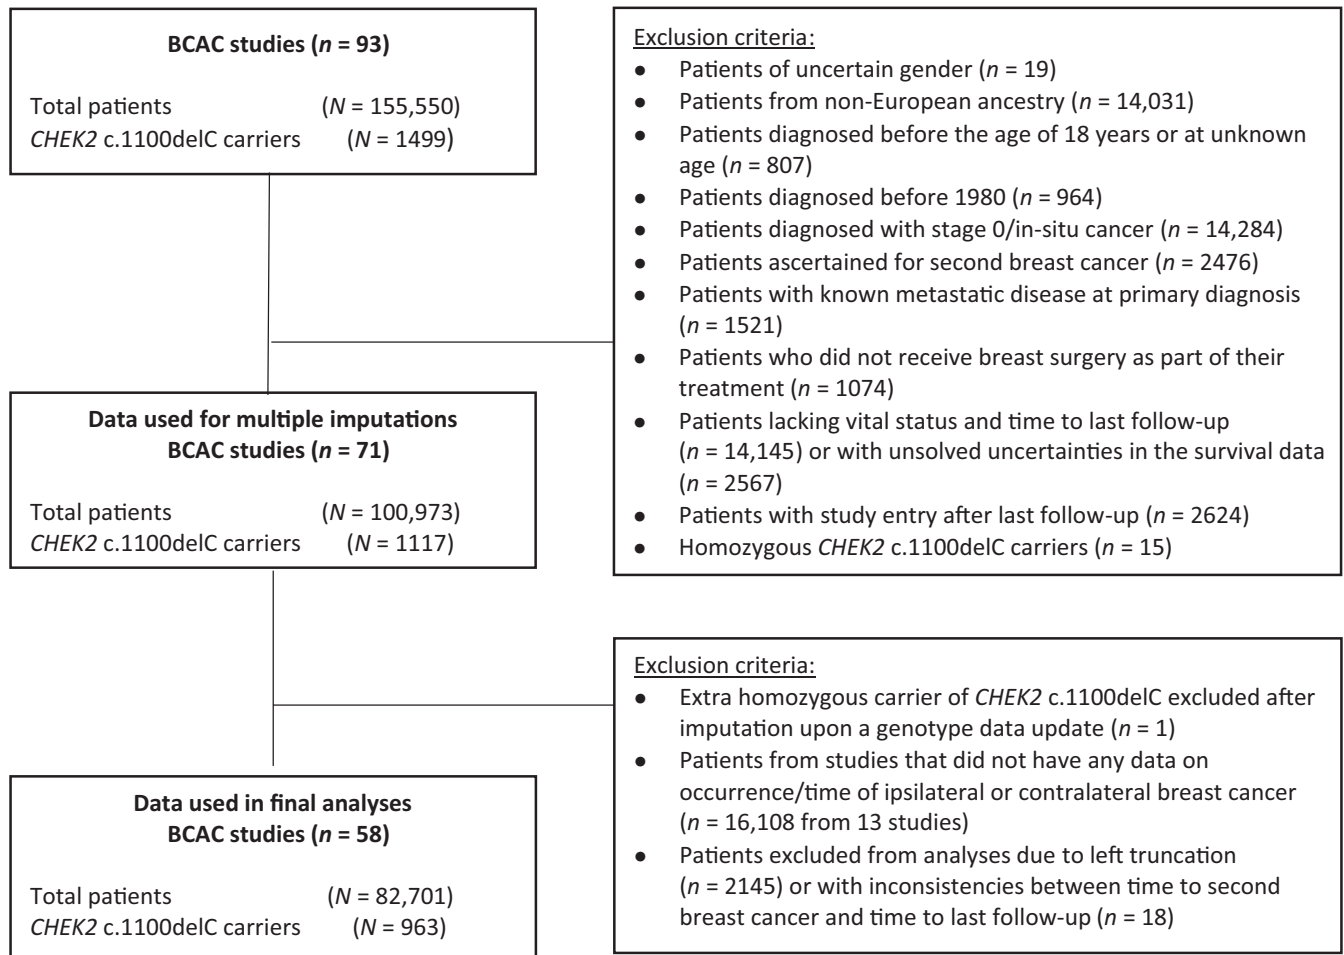 BCAC studies (n = 93)
Total patients (N = 155,550)
CHEK2 c.1100delC carriers (N = 1499)
Exclusion criteria:
● Patients of uncertain gender (n = 19)
● Patients from non-European ancestry (n = 14,031)
● Patients diagnosed before the age of 18 years or at unknown
age (n = 807)
● Patients diagnosed before 1980 (n = 964)
● Patients diagnosed with stage 0/in-situ cancer (n = 14,284)
● Patients ascertained for second breast cancer (n = 2476)
● Patients with known metastatic disease at primary diagnosis
(n = 1521)
● Patients who did not receive breast surgery as part of their
treatment (n = 1074)
● Patients lacking vital status and time to last follow-up
(n = 14,145) or with unsolved uncertainties in the survival data
(n = 2567)
● Patients with study entry after last follow-up (n = 2624)
● Homozygous CHEK2 c.1100delC carriers (n = 15)
Data used for multiple imputations
BCAC studies (n = 71)
Total patients (N = 100,973)
CHEK2 c.1100delC carriers (N = 1117)
Exclusion criteria:
● Extra homozygous carrier of CHEK2 c.1100delC excluded after
imputation upon a genotype data update (n = 1)
● Patients from studies that did not have any data on
occurrence/time of ipsilateral or contralateral breast cancer
(n = 16,108 from 13 studies)
● Patients excluded from analyses due to left truncation
(n = 2145) or with inconsistencies between time to second
breast cancer and time to last follow-up (n = 18)
Data used in final analyses
BCAC studies (n = 58)
Total patients (N = 82,701)
CHEK2 c.1100delC carriers (N = 963)